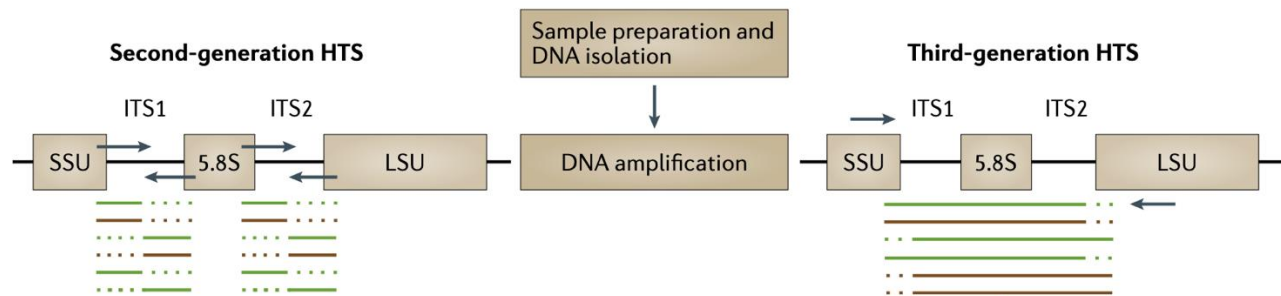 Second-generation HTS
ITS1
ITS2
SSU
5.8S
LSU
Sample preparation and
DNA isolation
DNA amplification
Third-generation HTS
ITS1
ITS2
SSU
5.8S
LSU